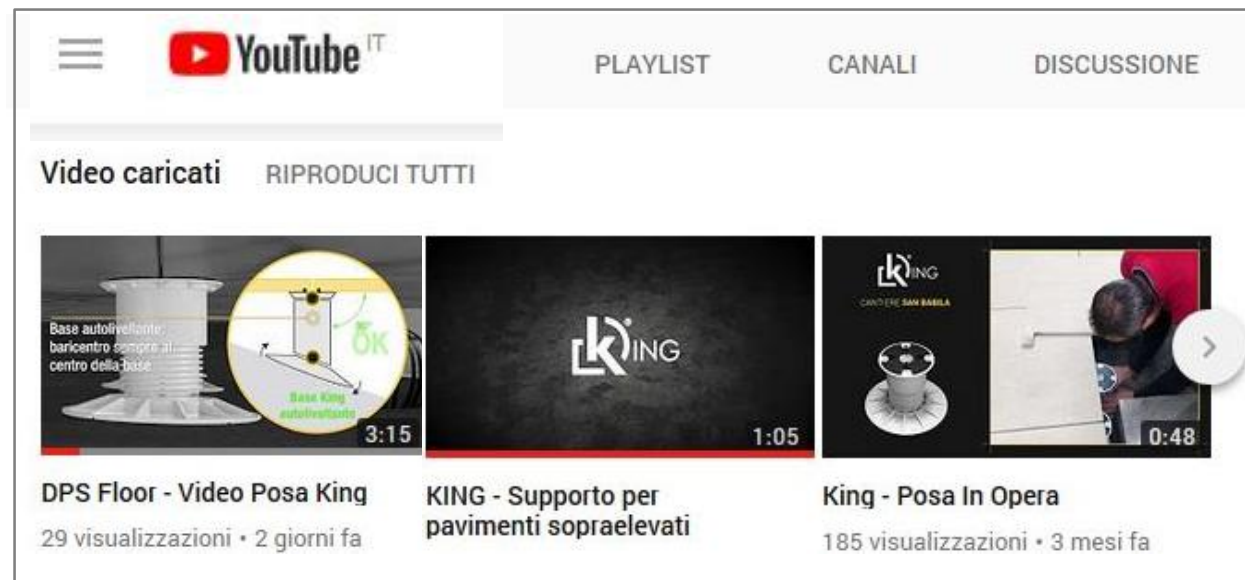 YouTube IT
PLAYLIST CANALI DISCUSSIONE
Video caricati RIPRODUCI TUTTI
Base autolivellante:
baricentro sempre al
centro della base
OK
Base King
autolivellante
3:15
KING
1:05
KING
CANTIERE SAN BABILA
0:48
DPS Floor - Video Posa King
29 visualizzazioni • 2 giorni fa
KING - Supporto per
pavimenti sopraelevati
King - Posa In Opera
185 visualizzazioni • 3 mesi fa